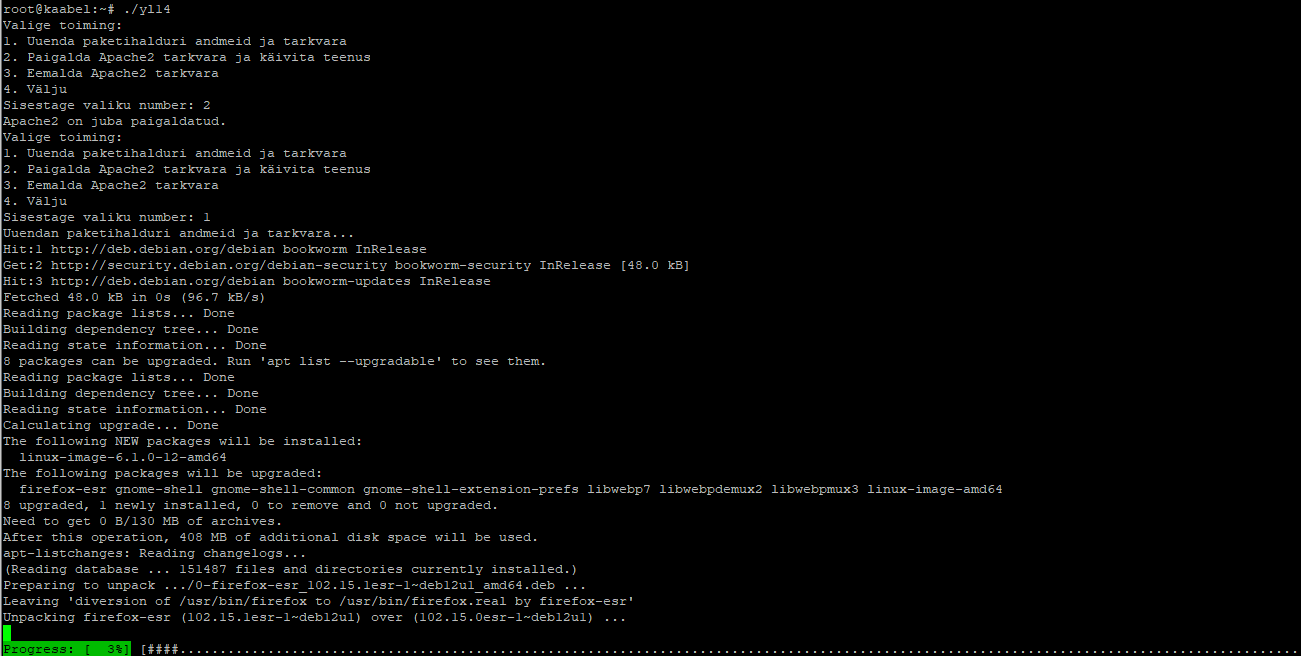 root@kaabel:~# ./yl14
Valige toiming:
1. Uuenda paketihalduri andmeid ja tarkvara
2. Paigalda Apache2 tarkvara ja käivita teenus
3. Eemalda Apache2 tarkvara
4. Välju
Sisestage valiku number: 2
Apache2 on juba paigaldatud.
Valige toiming:
1. Uuenda paketihalduri andmeid ja tarkvara
2. Paigalda Apache2 tarkvara ja käivita teenus
3. Eemalda Apache2 tarkvara
4. Välju
Sisestage valiku number: 1
Uuendan paketihalduri andmeid ja tarkvara...
Hit:1 http://deb.debian.org/debian bookworm InRelease
Get:2 http://security.debian.org/debian-security bookworm-security InRelease [48.0 kB]
Hit:3 http://deb.debian.org/debian bookworm-updates InRelease
Fetched 48.0 kB in 0s (96.7 kB/s)
Reading package lists... Done
Building dependency tree... Done
Reading state information... Done
8 packages can be upgraded. Run 'apt list --upgradable' to see them.
Reading package lists... Done
Building dependency tree... Done
Reading state information... Done
Calculating upgrade... Done
The following NEW packages will be installed:
  linux-image-6.1.0-12-amd64
The following packages will be upgraded:
  firefox-esr gnome-shell gnome-shell-common gnome-shell-extension-prefs libwebp7 libwebpdemux2 libwebpmux3 linux-image-amd64
8 upgraded, 1 newly installed, 0 to remove and 0 not upgraded.
Need to get 0 B/130 MB of archives.
After this operation, 408 MB of additional disk space will be used.
apt-listchanges: Reading changelogs...
(Reading database ... 151487 files and directories currently installed.)
Preparing to unpack .../0-firefox-esr_102.15.1esr-1~deb12u1_amd64.deb ...
Leaving 'diversion of /usr/bin/firefox to /usr/bin/firefox.real by firefox-esr'
Unpacking firefox-esr (102.15.1esr-1~deb12u1) over (102.15.0esr-1~deb12u1) ...
Progress: [  3%] [####............................................................................................................................................